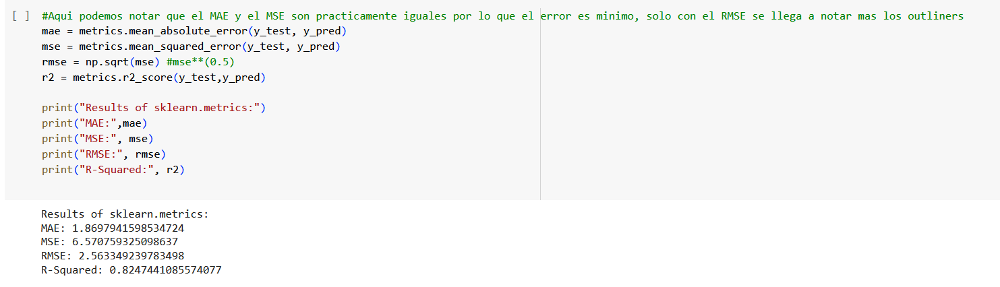 [ ] #Aqui podemos notar que el MAE y el MSE son practicamente iguales por lo que el error es minimo, solo con el RMSE se llega a notar mas los outliners
mae = metrics.mean_absolute_error(y_test, y_pred)
mse = metrics.mean_squared_error(y_test, y_pred)
rmse = np.sqrt(mse) #mse**(0.5)
r2 = metrics.r2_score(y_test,y_pred)
print("Results of sklearn.metrics:")
print("MAE:",mae)
print("MSE:", mse)
print("RMSE:", rmse)
print("R-Squared:", r2)
Results of sklearn.metrics:
MAE: 1.8697941598534724
MSE: 6.570759325098637
RMSE: 2.563349239783498
R-Squared: 0.8247441085574077